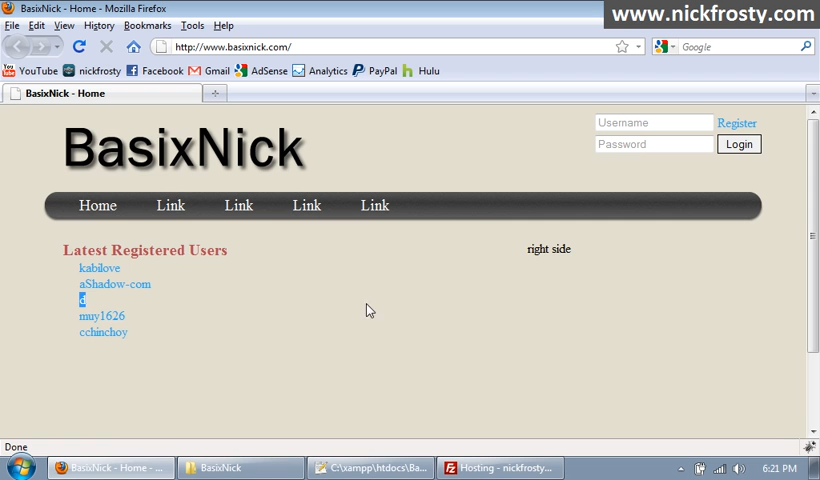 BasixNick - Home - Mozilla Firefox
www.nickfrosty.com
File Edit View History Bookmarks Tools Help
http://www.basixnick.com/
Google
YouTube nickfrosty Facebook Gmail AdSense Analytics PayPal Hulu
BasixNick - Home
BasixNick
Username Register
Password Login
Home Link Link Link Link
Latest Registered Users
right side
kabilove
aShadow-com
d
muy1626
cchinchoy
Done
BasixNick - Home - ... BasixNick C:\xampp\htdocs\Ba... Hosting - nickfrosty... 6:21 PM